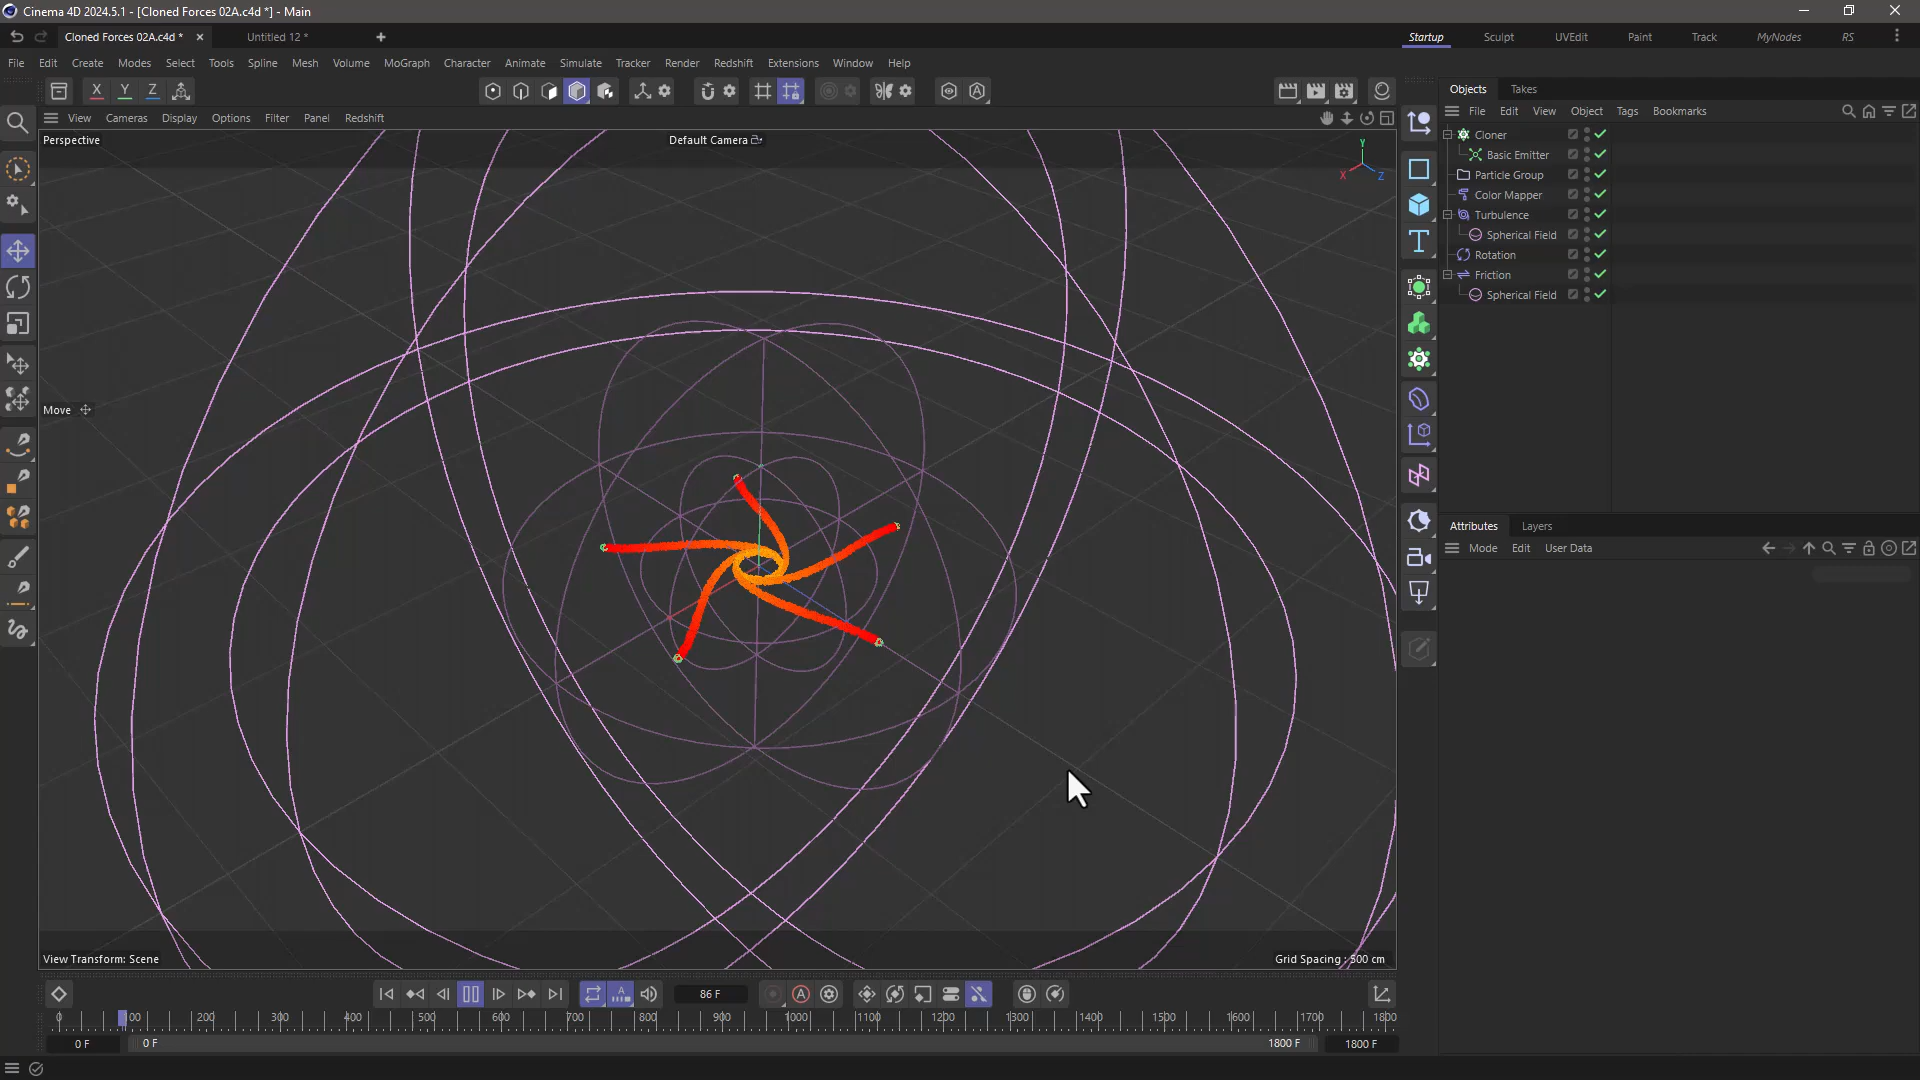 Cinema 4D 2024.5.1 - [Cloned Forces 02A.c4d *] - Main
Cloned Forces 02A.c4d *
Untitled 12 *
Startup
Sculpt
UVEdit
Paint
Track
MyNodes
RS
File Edit Create Modes Select Tools Spline Mesh Volume MoGraph Character Animate Simulate Tracker Render Redshift Extensions Window Help
X Y Z
Objects
Takes
View Cameras Display Options Filter Panel Redshift
File Edit View Object Tags Bookmarks
Perspective
Default Camera
Y
X
Z
Cloner
Basic Emitter
Particle Group
Color Mapper
Turbulence
Spherical Field
Rotation
Friction
Spherical Field
Move
Attributes
Layers
Mode Edit User Data
View Transform: Scene
Grid Spacing : 500 cm
86 F
0 100 200 300 400 500 600 700 800 900 1000 1100 1200 1300 1400 1500 1600 1700 1800
0 F
0 F
1800 F
1800 F